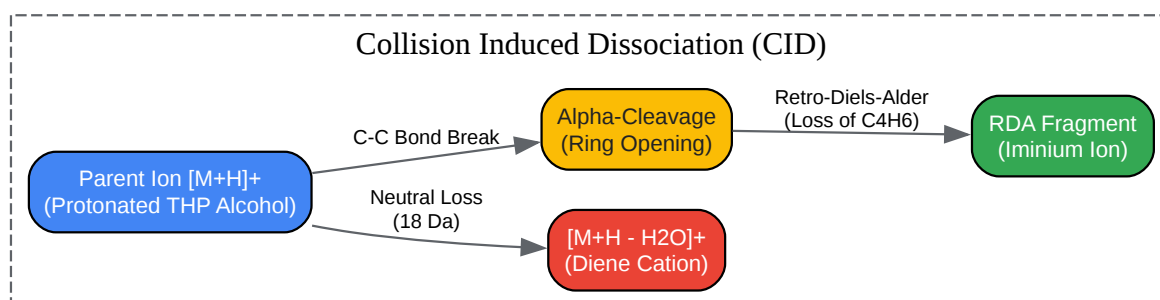 Collision Induced Dissociation (CID)
Parent Ion [M+H]+
(Protonated THP Alcohol)
C-C Bond Break
Alpha-Cleavage
(Ring Opening)
Retro-Diels-Alder
(Loss of C4H6)
RDA Fragment
(Iminium Ion)
Neutral Loss
(18 Da)
[M+H - H2O]+
(Diene Cation)